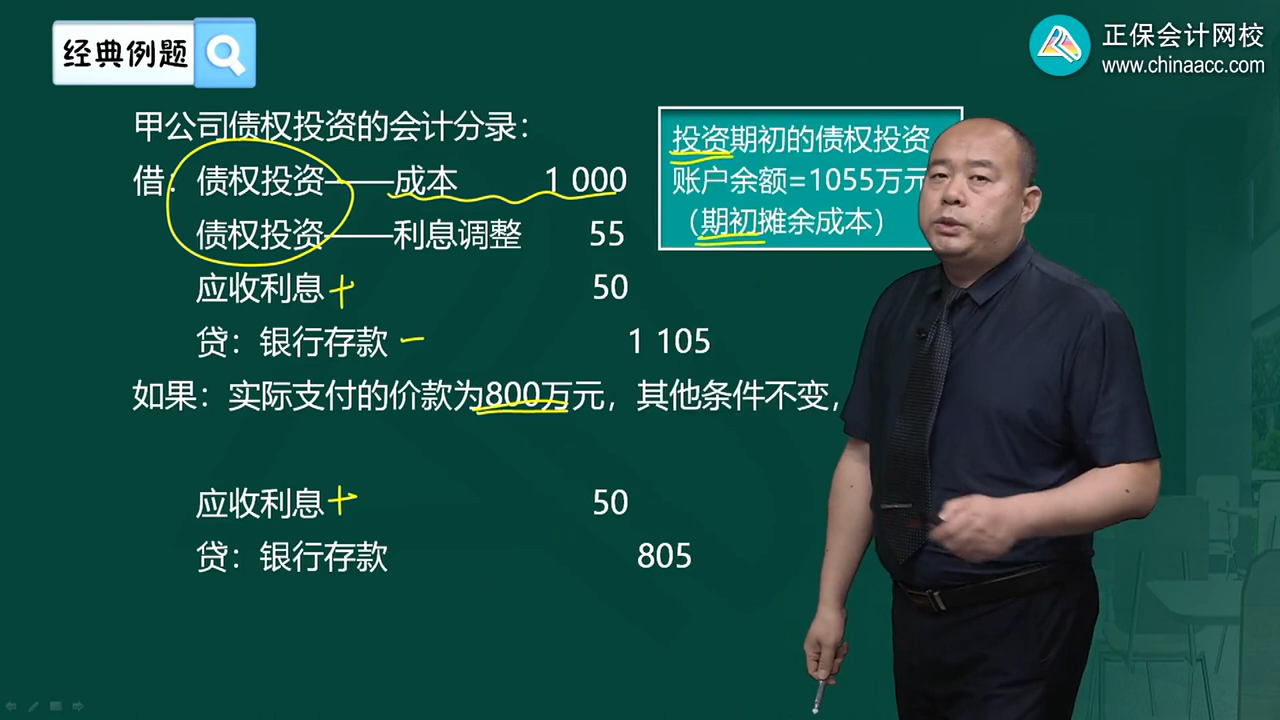 经典例题
正保会计网校
www.chinaacc.com
甲公司债权投资的会计分录：
借：债权投资——成本 1 000
债权投资——利息调整 55
应收利息 50
贷：银行存款 1 105
如果：实际支付的价款为800万元，其他条件不变，
应收利息 50
贷：银行存款 805
投资期初的债权投资
账户余额=1055万元
（期初摊余成本）